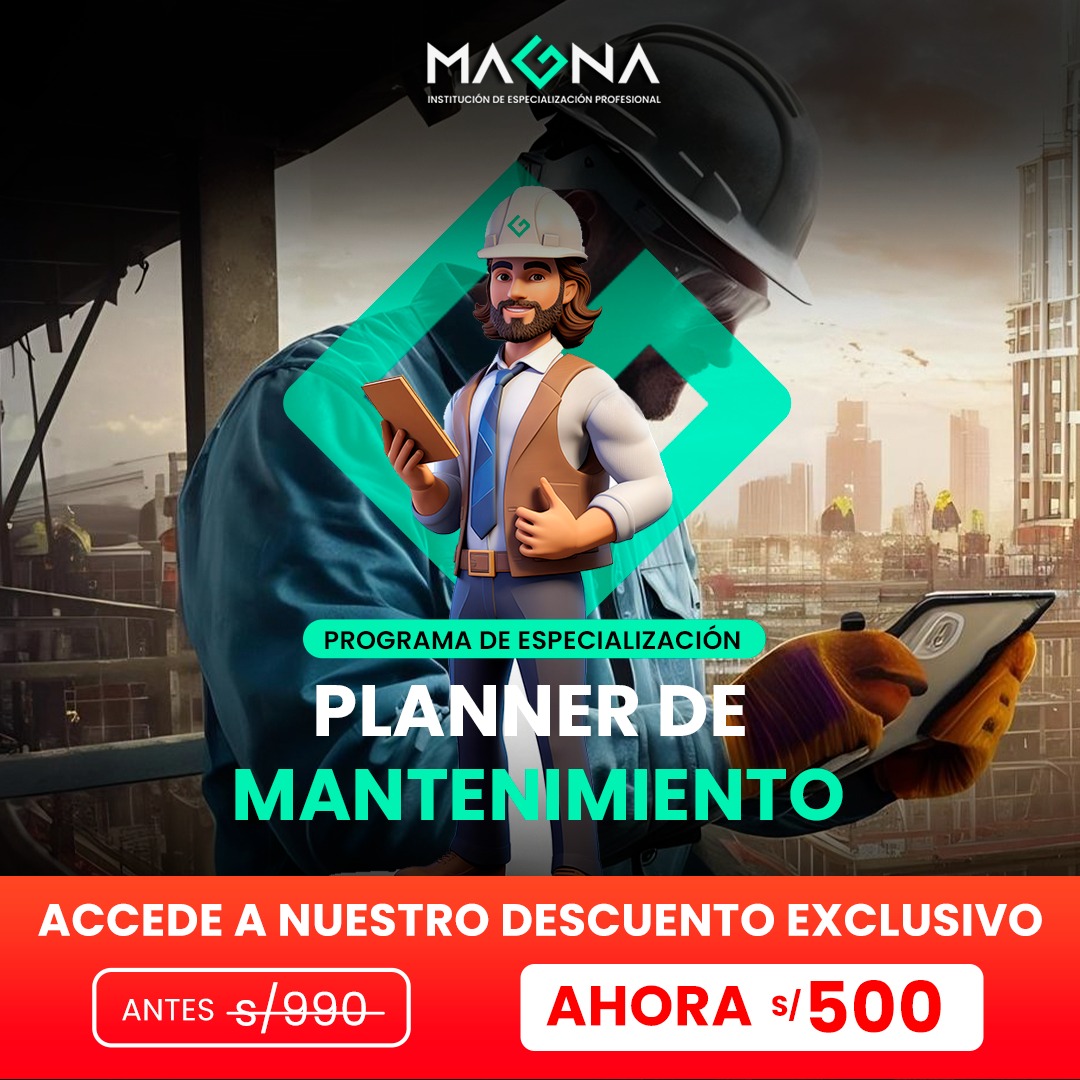 MAGNA
INSTITUCIÓN DE ESPECIALIZACIÓN PROFESIONAL
PROGRAMA DE ESPECIALIZACIÓN
PLANNER DE
MANTENIMIENTO
ACCEDE A NUESTRO DESCUENTO EXCLUSIVO
ANTES s/990
AHORA s/500